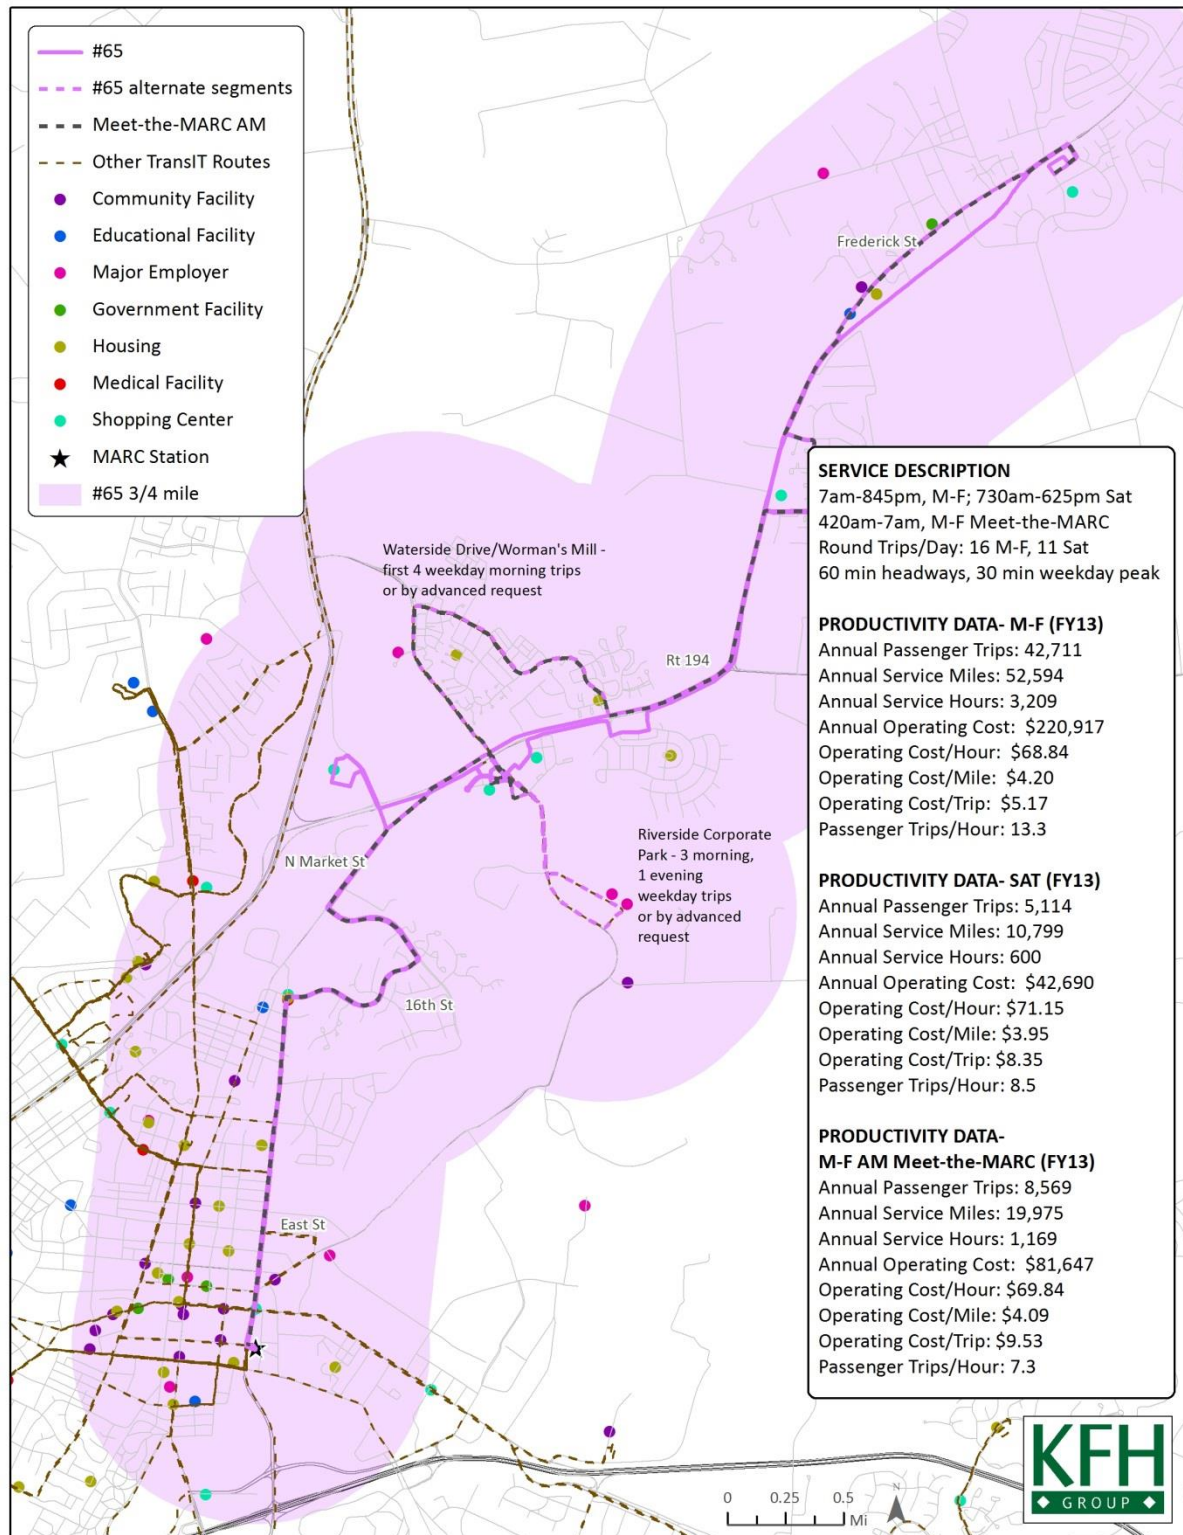 #65
#65 alternate segments
Meet-the-MARC AM
Other TransIT Routes
Community Facility
Educational Facility
Major Employer
Government Facility
Housing
Medical Facility
Shopping Center
MARC Station
#65 3/4 mile
Frederick St
Waterside Drive/Worman's Mill -
first 4 weekday morning trips
or by advanced request
Rt 194
N Market St
Riverside Corporate
Park - 3 morning,
1 evening
weekday trips
or by advanced
request
16th St
East St
SERVICE DESCRIPTION
7am-845pm, M-F; 730am-625pm Sat
420am-7am, M-F Meet-the-MARC
Round Trips/Day: 16 M-F, 11 Sat
60 min headways, 30 min weekday peak
PRODUCTIVITY DATA- M-F (FY13)
Annual Passenger Trips: 42,711
Annual Service Miles: 52,594
Annual Service Hours: 3,209
Annual Operating Cost: $220,917
Operating Cost/Hour: $68.84
Operating Cost/Mile: $4.20
Operating Cost/Trip: $5.17
Passenger Trips/Hour: 13.3
PRODUCTIVITY DATA- SAT (FY13)
Annual Passenger Trips: 5,114
Annual Service Miles: 10,799
Annual Service Hours: 600
Annual Operating Cost: $42,690
Operating Cost/Hour: $71.15
Operating Cost/Mile: $3.95
Operating Cost/Trip: $8.35
Passenger Trips/Hour: 8.5
PRODUCTIVITY DATA-
M-F AM Meet-the-MARC (FY13)
Annual Passenger Trips: 8,569
Annual Service Miles: 19,975
Annual Service Hours: 1,169
Annual Operating Cost: $81,647
Operating Cost/Hour: $69.84
Operating Cost/Mile: $4.09
Operating Cost/Trip: $9.53
Passenger Trips/Hour: 7.3
0 0.25 0.5
Mi
N
KFH
GROUP